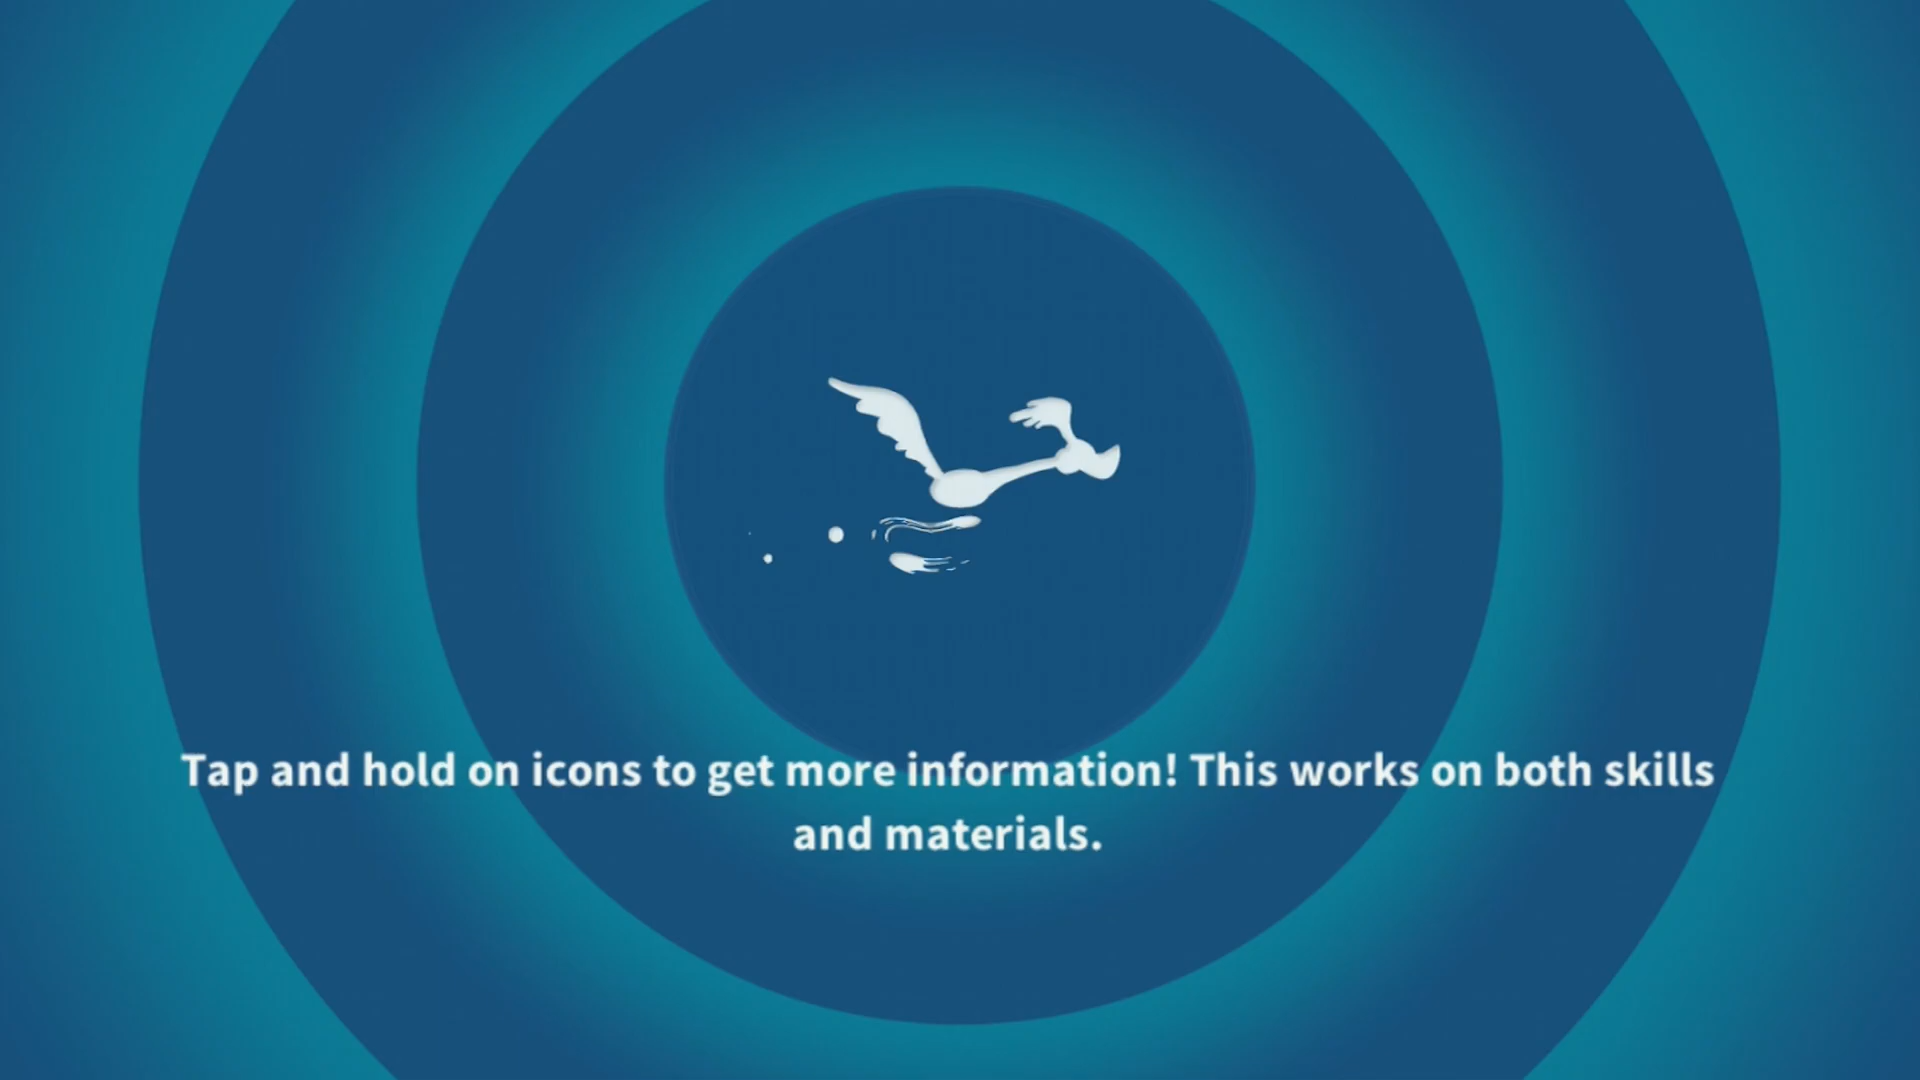 Tap and hold on icons to get more information! This works on both skills
and materials.